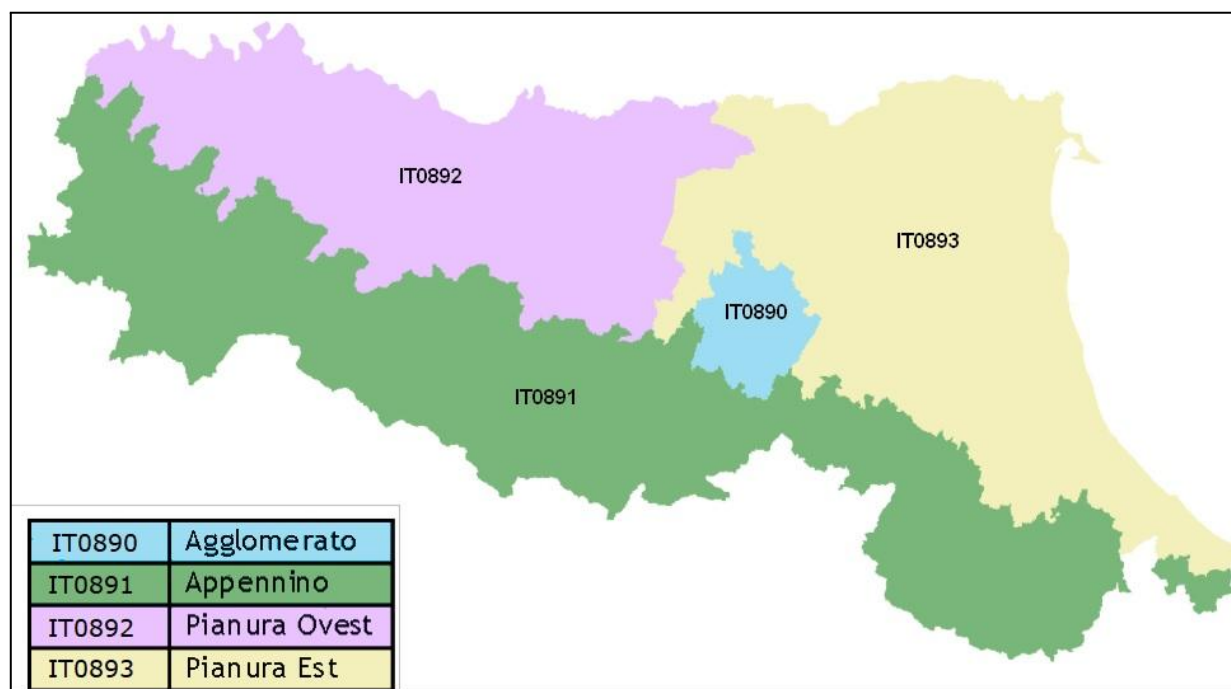 IT0892
IT0893
IT0890
IT0891
IT0890 Agglomerato
IT0891 Appennino
IT0892 Pianura Ovest
IT0893 Pianura Est